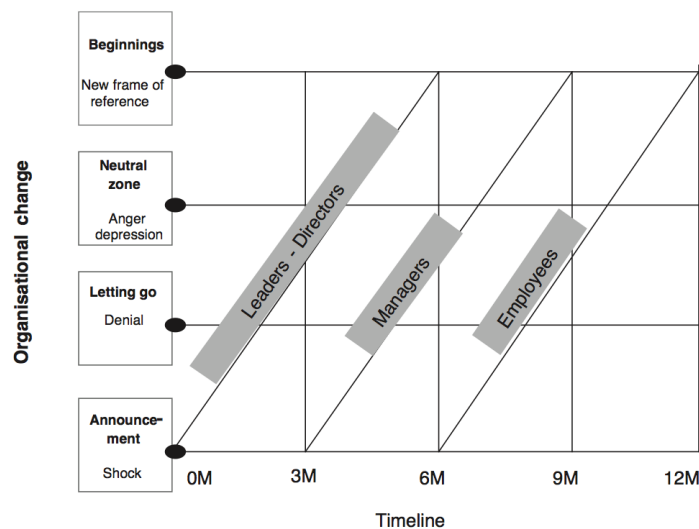 Organisational change
Beginnings
New frame of
reference
Neutral
zone
Anger
depression
Letting go
Denial
Announce-
ment
Shock
Leaders - Directors
Managers
Employees
0M
3M
6M
9M
12M
Timeline